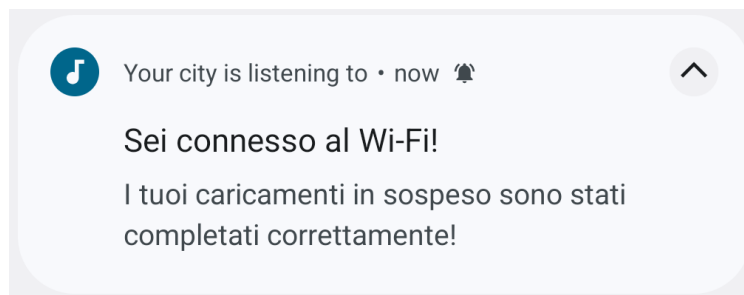 Your city is listening to • now
Sei connesso al Wi-Fi!
I tuoi caricamenti in sospeso sono stati
completati correttamente!